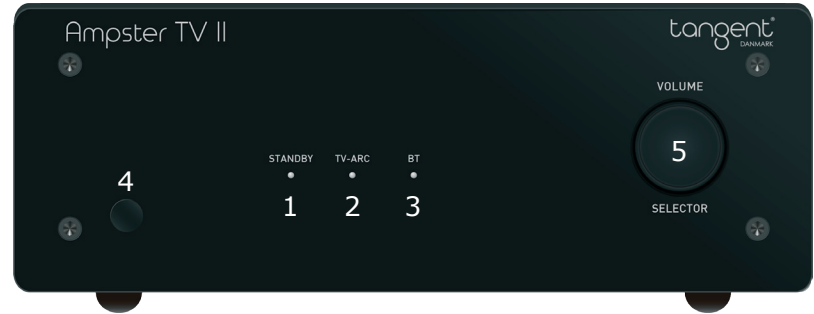 Ampster TV II
tangent®
DANMARK
VOLUME
5
SELECTOR
STANDBY TV-ARC BT
4
1 2 3